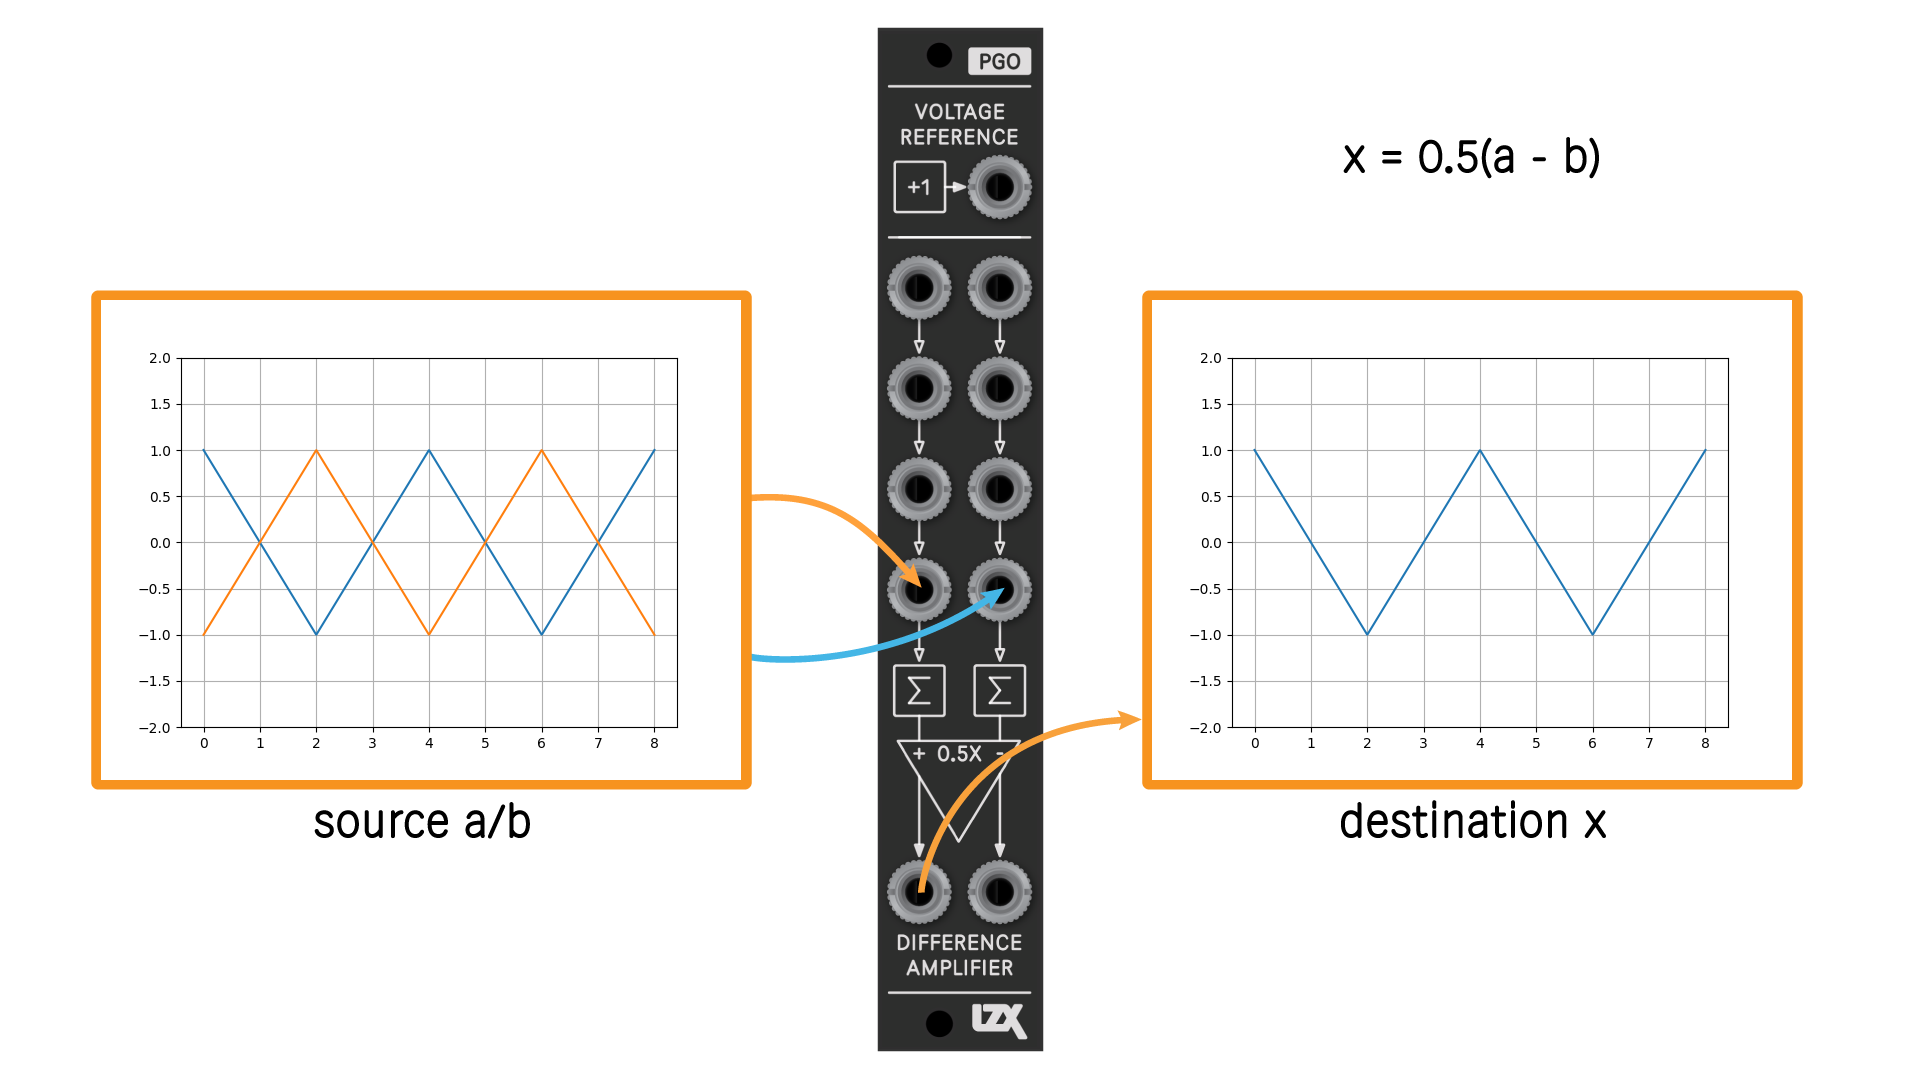 PGO
VOLTAGE
REFERENCE
+1
x = 0.5(a - b)
2.0
1.5
1.0
0.5
0.0
−0.5
−1.0
−1.5
−2.0
0 1 2 3 4 5 6 7 8
source a/b
Σ Σ
+ 0.5X -
2.0
1.5
1.0
0.5
0.0
−0.5
−1.0
−1.5
−2.0
0 1 2 3 4 5 6 7 8
destination x
DIFFERENCE
AMPLIFIER
LZX